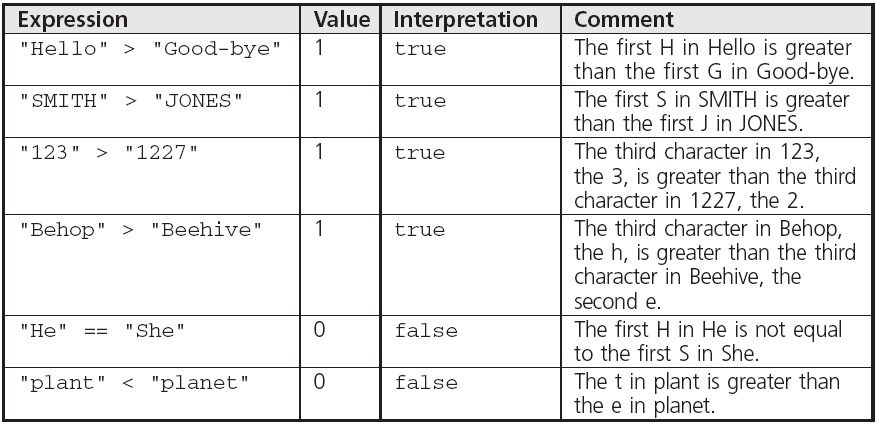 Expression Value Interpretation Comment
"Hello" > "Good-bye" 1 true The first H in Hello is greater
than the first G in Good-bye.
"SMITH" > "JONES" 1 true The first S in SMITH is greater
than the first J in JONES.
"123" > "1227" 1 true The third character in 123,
the 3, is greater than the third
character in 1227, the 2.
"Behop" > "Beehive" 1 true The third character in Behop,
the h, is greater than the third
character in Beehive, the
second e.
"He" == "She" 0 false The first H in He is not equal
to the first S in She.
"plant" < "planet" 0 false The t in plant is greater than
the e in planet.